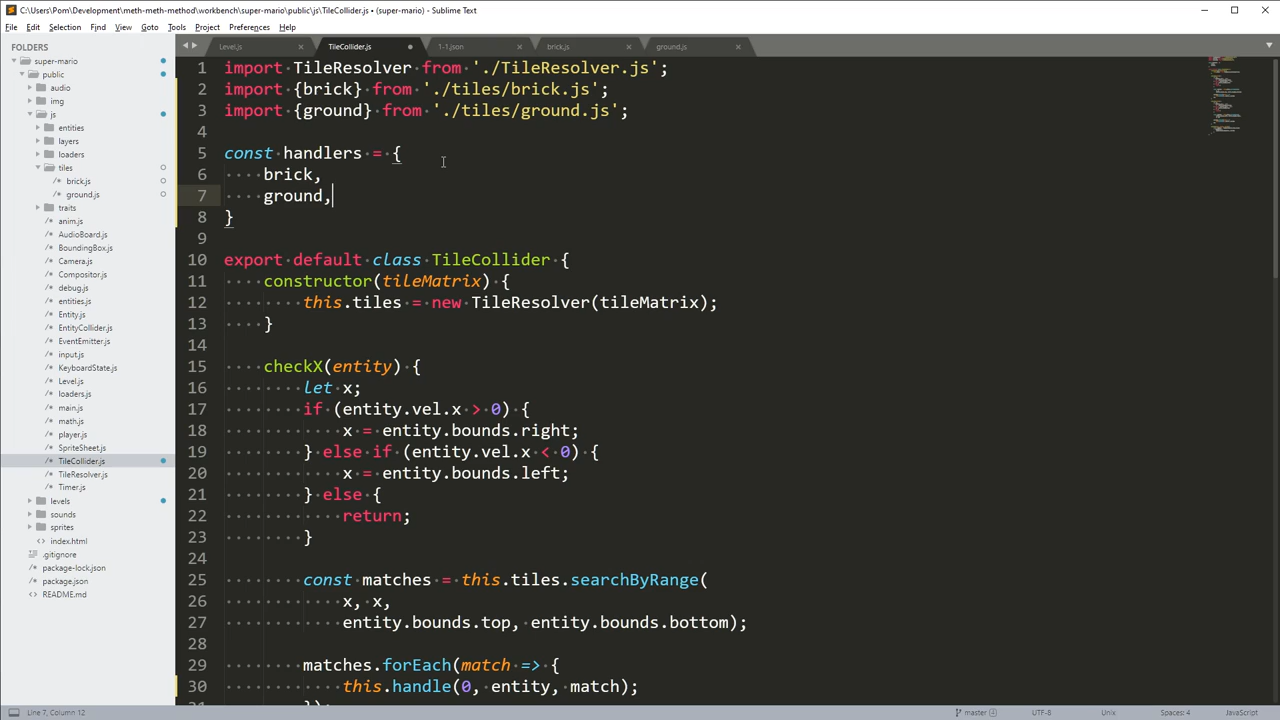 C:\Users\Pom\Development\meth-meth-method\workbench\super-mario\public\js\TileCollider.js • (super-mario) - Sublime Text
File Edit Selection Find View Goto Tools Project Preferences Help
FOLDERS
super-mario
public
audio
img
js
entities
layers
loaders
tiles
brick.js
ground.js
traits
anim.js
AudioBoard.js
BoundingBox.js
Camera.js
Compositor.js
debug.js
entities.js
Entity.js
EntityCollider.js
EventEmitter.js
input.js
KeyboardState.js
Level.js
loaders.js
main.js
math.js
player.js
SpriteSheet.js
TileCollider.js
TileResolver.js
Timer.js
levels
sounds
sprites
index.html
.gitignore
package-lock.json
package.json
README.md
Level.js TileCollider.js 1-1.json brick.js ground.js
1 import TileResolver from './TileResolver.js';
2 import {brick} from './tiles/brick.js';
3 import {ground} from './tiles/ground.js';
4
5 const handlers = {
6 brick,
7 ground,
8 }
9
10 export default class TileCollider {
11 constructor(tileMatrix) {
12 this.tiles = new TileResolver(tileMatrix);
13 }
14
15 checkX(entity) {
16 let x;
17 if (entity.vel.x > 0) {
18 x = entity.bounds.right;
19 } else if (entity.vel.x < 0) {
20 x = entity.bounds.left;
21 } else {
22 return;
23 }
24
25 const matches = this.tiles.searchByRange(
26 x, x,
27 entity.bounds.top, entity.bounds.bottom);
28
29 matches.forEach(match => {
30 this.handle(0, entity, match);
Line 7, Column 12 master 4 UTF-8 Unix Spaces: 4 JavaScript